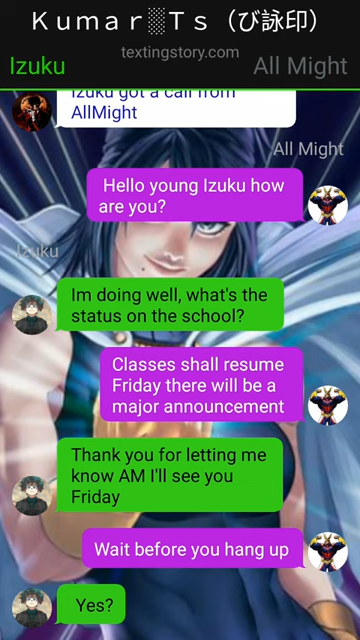 Kumar░Ts（び詠印）
textingstory.com
Izuku
All Might
Izuku got a call from
AllMight
All Might
Hello young Izuku how
are you?
Izuku
Im doing well, what's the
status on the school?
Classes shall resume
Friday there will be a
major announcement
Thank you for letting me
know AM I'll see you
Friday
Wait before you hang up
Yes?